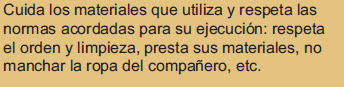 Cuida los materiales que utiliza y respeta las
normas acordadas para su ejecución: respeta
el orden y limpieza, presta sus materiales, no
manchar la ropa del compañero, etc.